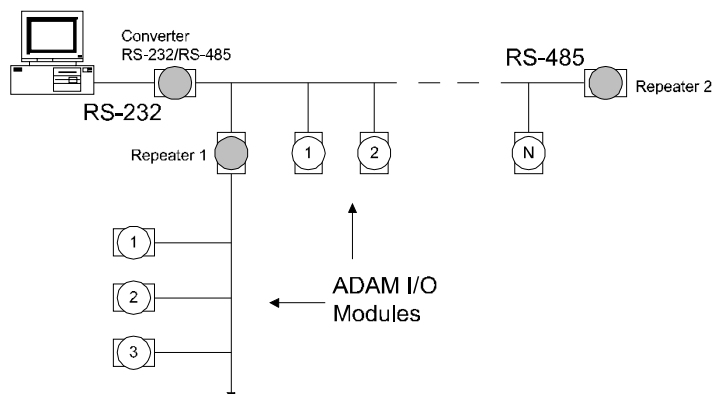 Converter
RS-232/RS-485
RS-232
RS-485
Repeater 2
Repeater 1
1
2
N
1
2
3
ADAM I/O
Modules